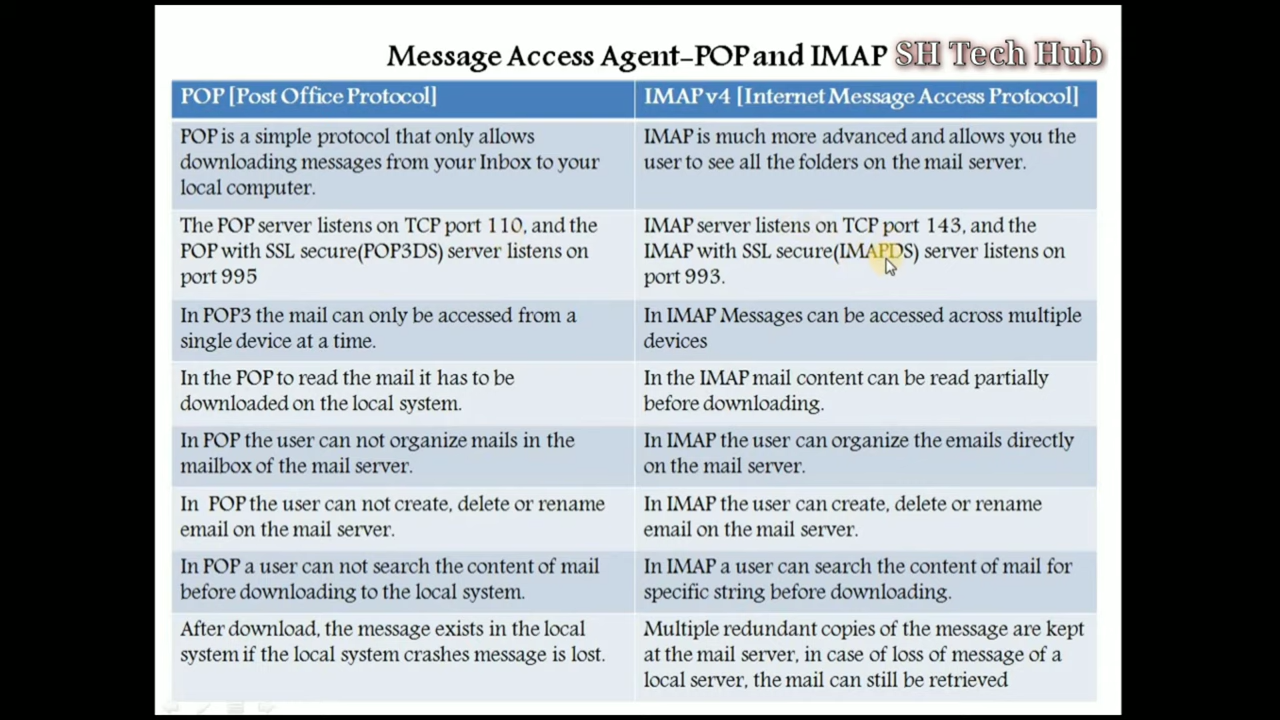 Message Access Agent-POP and IMAP SH Tech Hub
POP [Post Office Protocol]
IMAP v4 [Internet Message Access Protocol]
POP is a simple protocol that only allows
downloading messages from your Inbox to your
local computer.
IMAP is much more advanced and allows you the
user to see all the folders on the mail server.
The POP server listens on TCP port 110, and the
POP with SSL secure(POP3DS) server listens on
port 995
IMAP server listens on TCP port 143, and the
IMAP with SSL secure(IMAPDS) server listens on
port 993.
In POP3 the mail can only be accessed from a
single device at a time.
In IMAP Messages can be accessed across multiple
devices
In the POP to read the mail it has to be
downloaded on the local system.
In the IMAP mail content can be read partially
before downloading.
In POP the user can not organize mails in the
mailbox of the mail server.
In IMAP the user can organize the emails directly
on the mail server.
In POP the user can not create, delete or rename
email on the mail server.
In IMAP the user can create, delete or rename
email on the mail server.
In POP a user can not search the content of mail
before downloading to the local system.
In IMAP a user can search the content of mail for
specific string before downloading.
After download, the message exists in the local
system if the local system crashes message is lost.
Multiple redundant copies of the message are kept
at the mail server, in case of loss of message of a
local server, the mail can still be retrieved